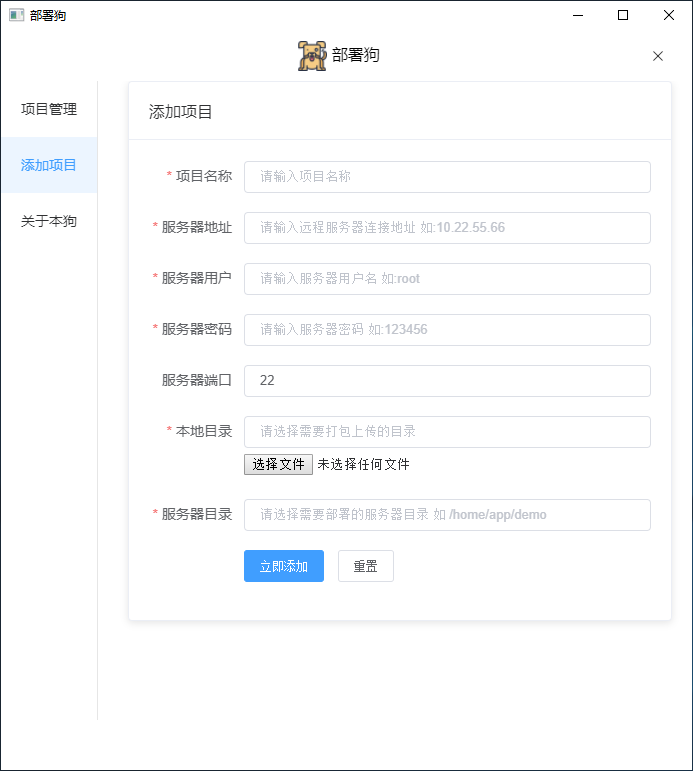 部署狗
部署狗
项目管理
添加项目
关于本狗
添加项目
* 项目名称 请输入项目名称
* 服务器地址 请输入远程服务器连接地址 如:10.22.55.66
* 服务器用户 请输入服务器用户名 如:root
* 服务器密码 请输入服务器密码 如:123456
服务器端口 22
* 本地目录 请选择需要打包上传的目录
选择文件 未选择任何文件
* 服务器目录 请选择需要部署的服务器目录 如 /home/app/demo
立即添加 重置